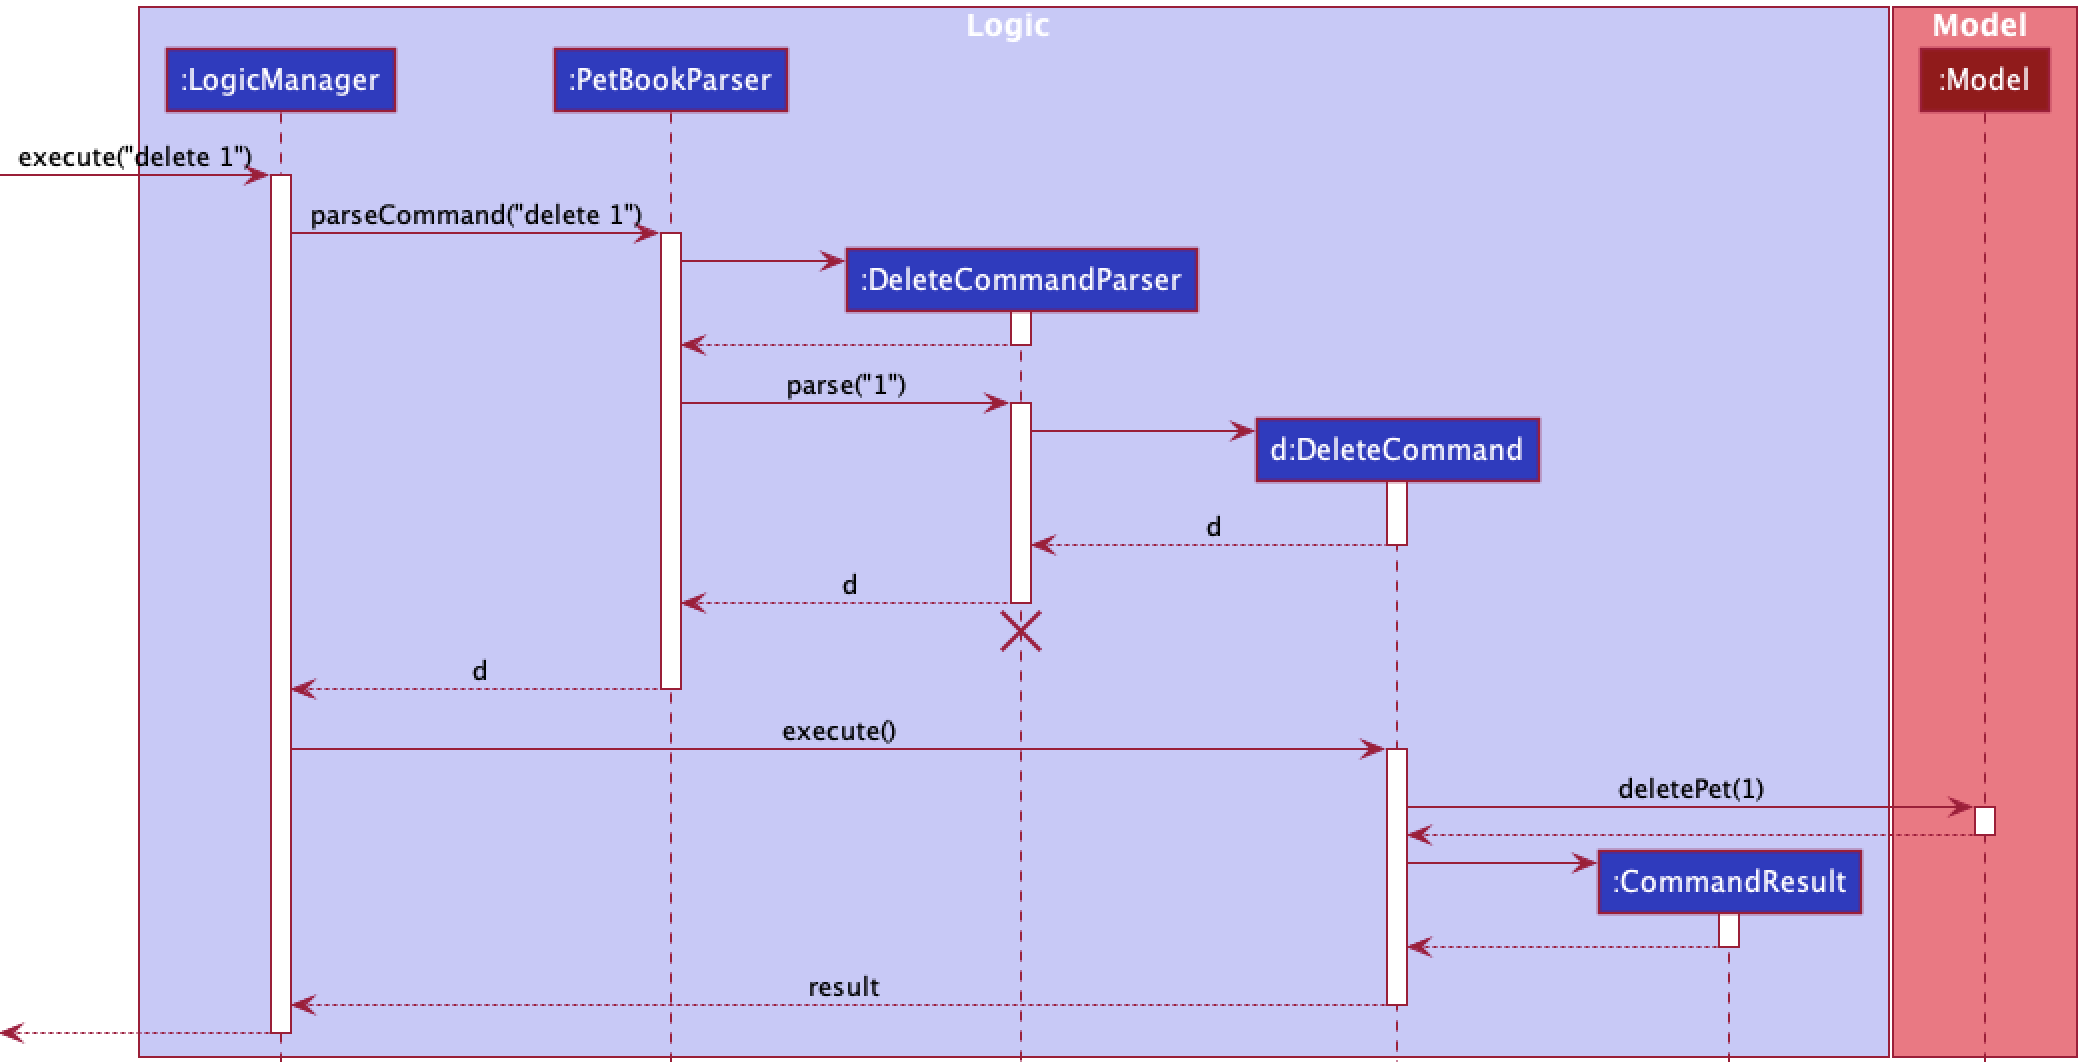 Logic
Model
:LogicManager
:PetBookParser
:Model
execute("delete 1")
parseCommand("delete 1")
:DeleteCommandParser
parse("1")
d:DeleteCommand
d
d
d
execute()
deletePet(1)
:CommandResult
result